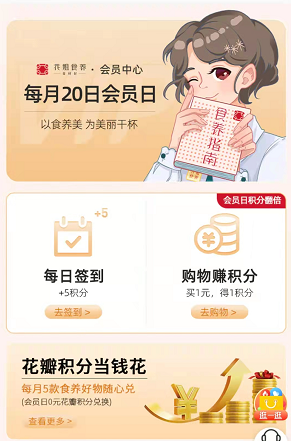 花雕食养·会员中心
每月20日会员日
以食养美 为美丽干杯
食养指南
会员日积分翻倍
+5
每日签到
+5积分
去签到 >
购物赚积分
买1元，得1积分
去购物 >
花瓣积分当钱花
每月5款食养好物随心兑
(会员日0元花瓣积分兑换)
查看更多 >
逛一逛